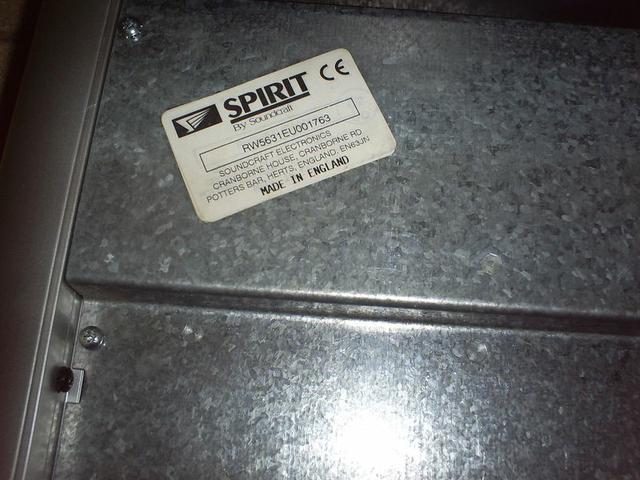 SPIRIT CE
By Soundcraft
RW5631EU001763
SOUNDCRAFT ELECTRONICS
CRANBORNE HOUSE, CRANBORNE RD
POTTERS BAR, HERTS, ENGLAND, EN63JN
MADE IN ENGLAND